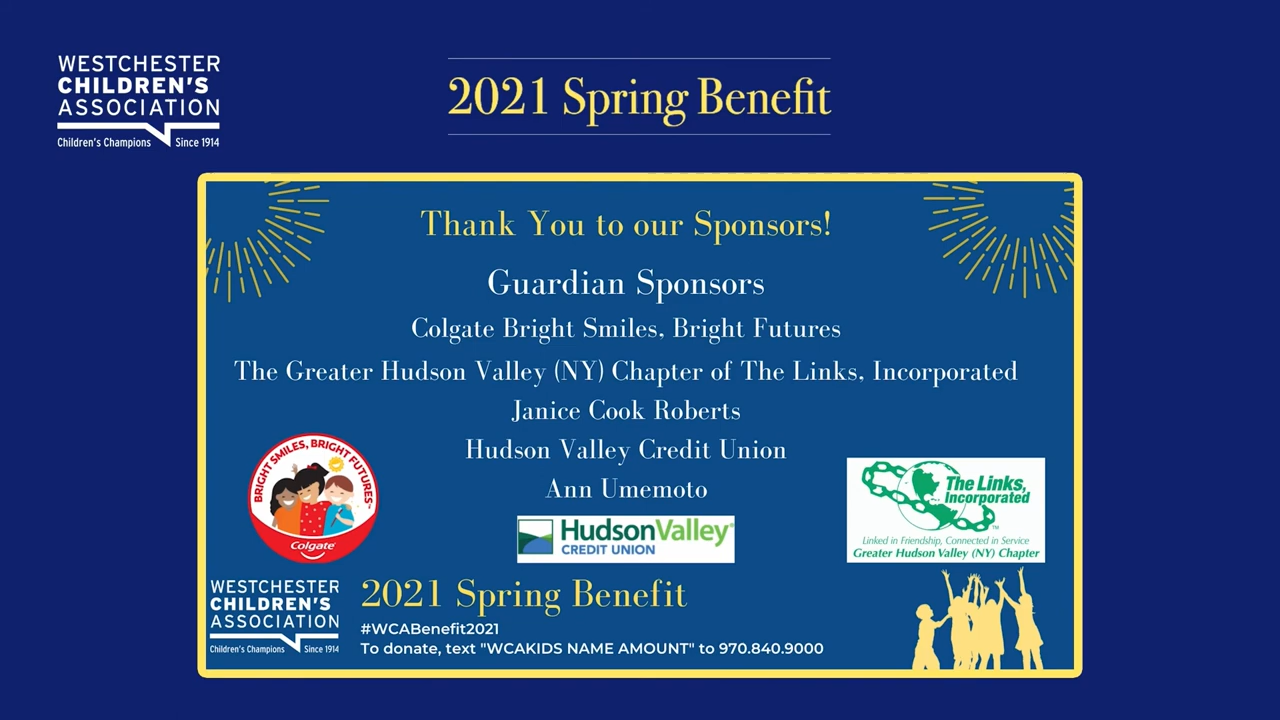 WESTCHESTER
CHILDREN'S
ASSOCIATION
Children's Champions Since 1914
2021 Spring Benefit
Thank You to our Sponsors!
Guardian Sponsors
Colgate Bright Smiles, Bright Futures
The Greater Hudson Valley (NY) Chapter of The Links, Incorporated
Janice Cook Roberts
Hudson Valley Credit Union
Ann Umemoto
BRIGHT SMILES, BRIGHT FUTURES™
Colgate®
HudsonValley®
CREDIT UNION
The Links,
Incorporated
TM
Linked in Friendship, Connected in Service
Greater Hudson Valley (NY) Chapter
WESTCHESTER
CHILDREN'S
ASSOCIATION
Children's Champions Since 1914
2021 Spring Benefit
#WCABenefit2021
To donate, text "WCAKIDS NAME AMOUNT" to 970.840.9000